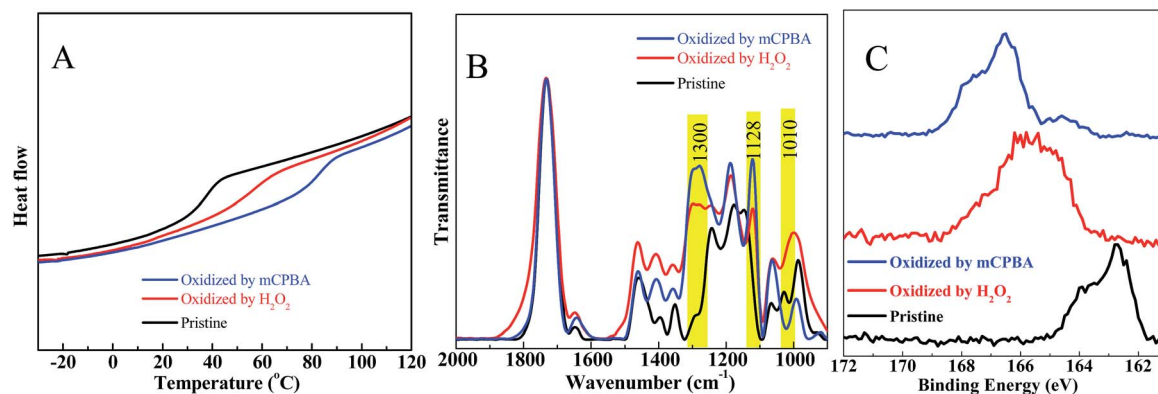 A
Heat flow
Oxidized by mCPBA
Oxidized by H₂O₂
Pristine
-20 0 20 40 60 80 100 120
Temperature (°C)
B
Transmittance
Oxidized by mCPBA
Oxidized by H₂O₂
Pristine
1300
1128
1010
2000 1800 1600 1400 1200 1000
Wavenumber (cm⁻¹)
C
Oxidized by mCPBA
Oxidized by H₂O₂
Pristine
172 170 168 166 164 162
Binding Energy (eV)